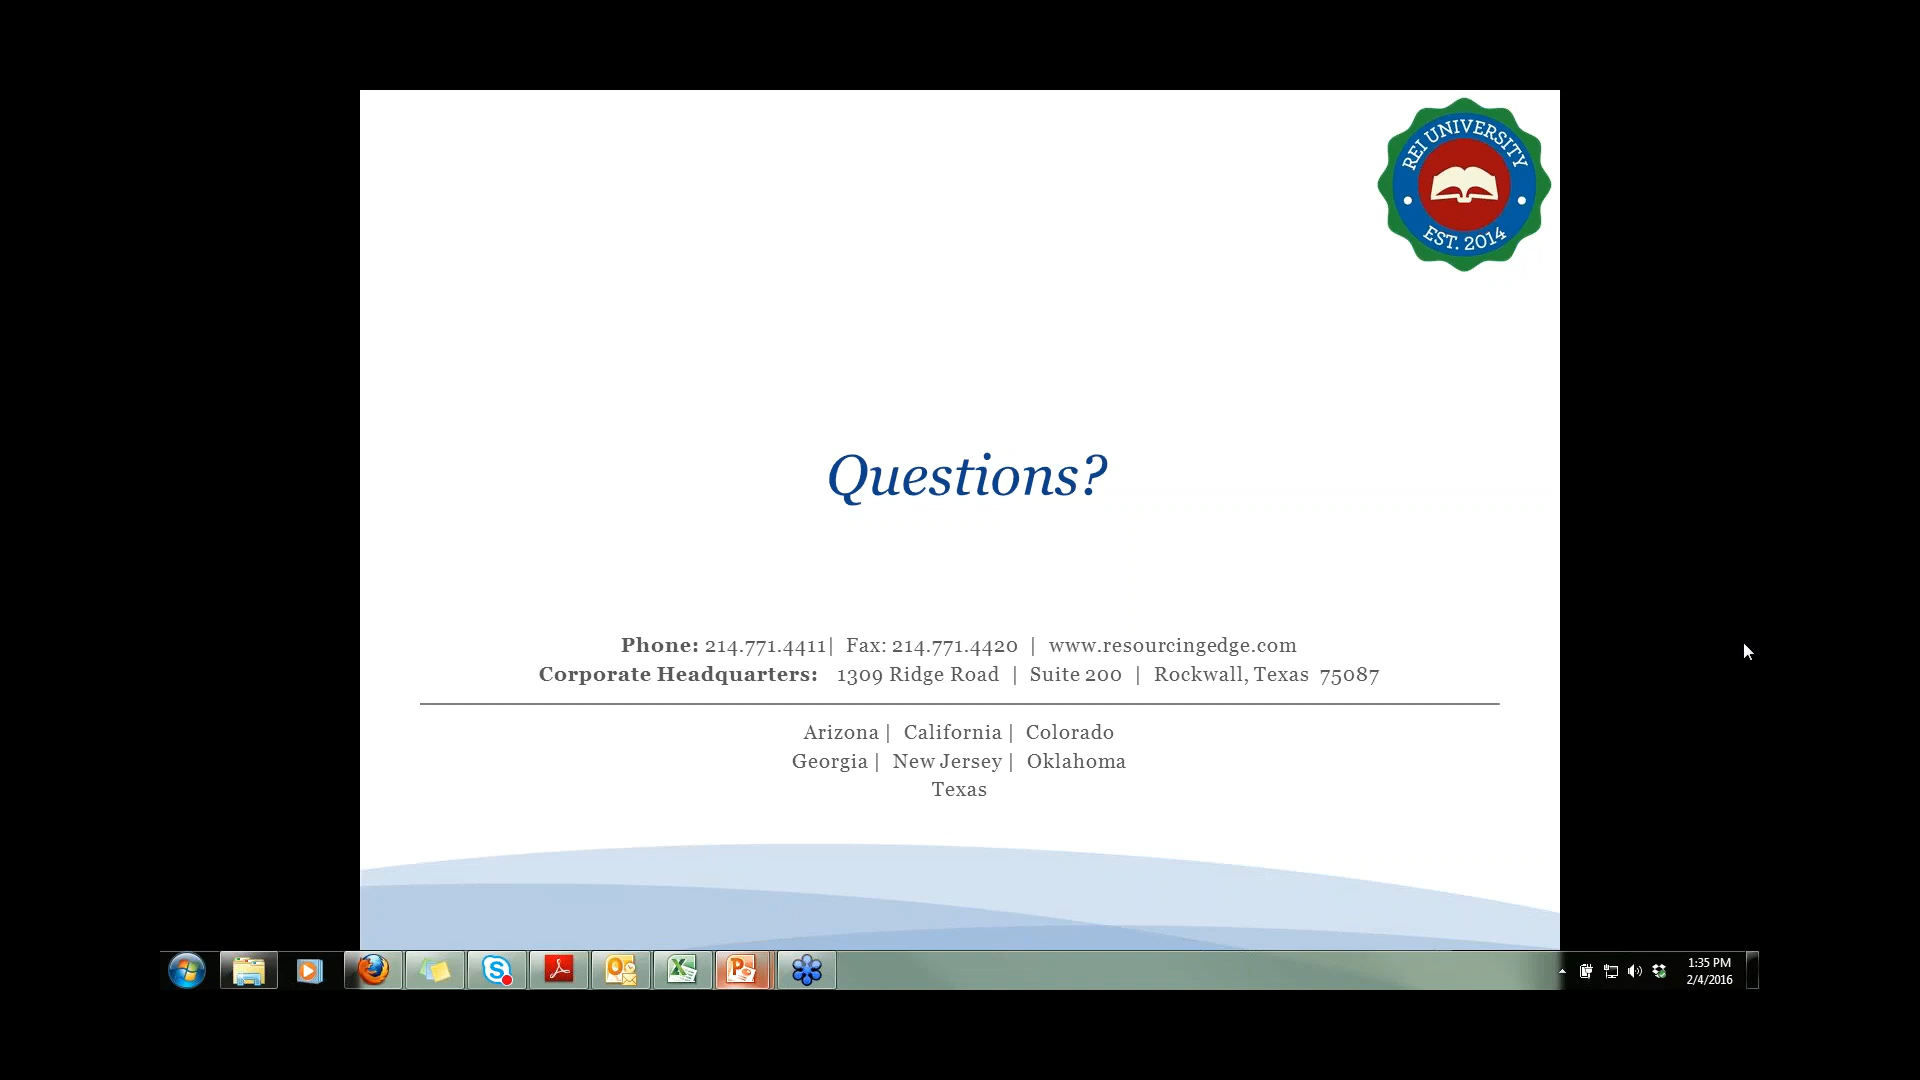 REI UNIVERSITY
EST. 2014
Questions?
Phone: 214.771.4411| Fax: 214.771.4420 | www.resourcingedge.com
Corporate Headquarters: 1309 Ridge Road | Suite 200 | Rockwall, Texas 75087
Arizona | California | Colorado
Georgia | New Jersey | Oklahoma
Texas
1:35 PM
2/4/2016